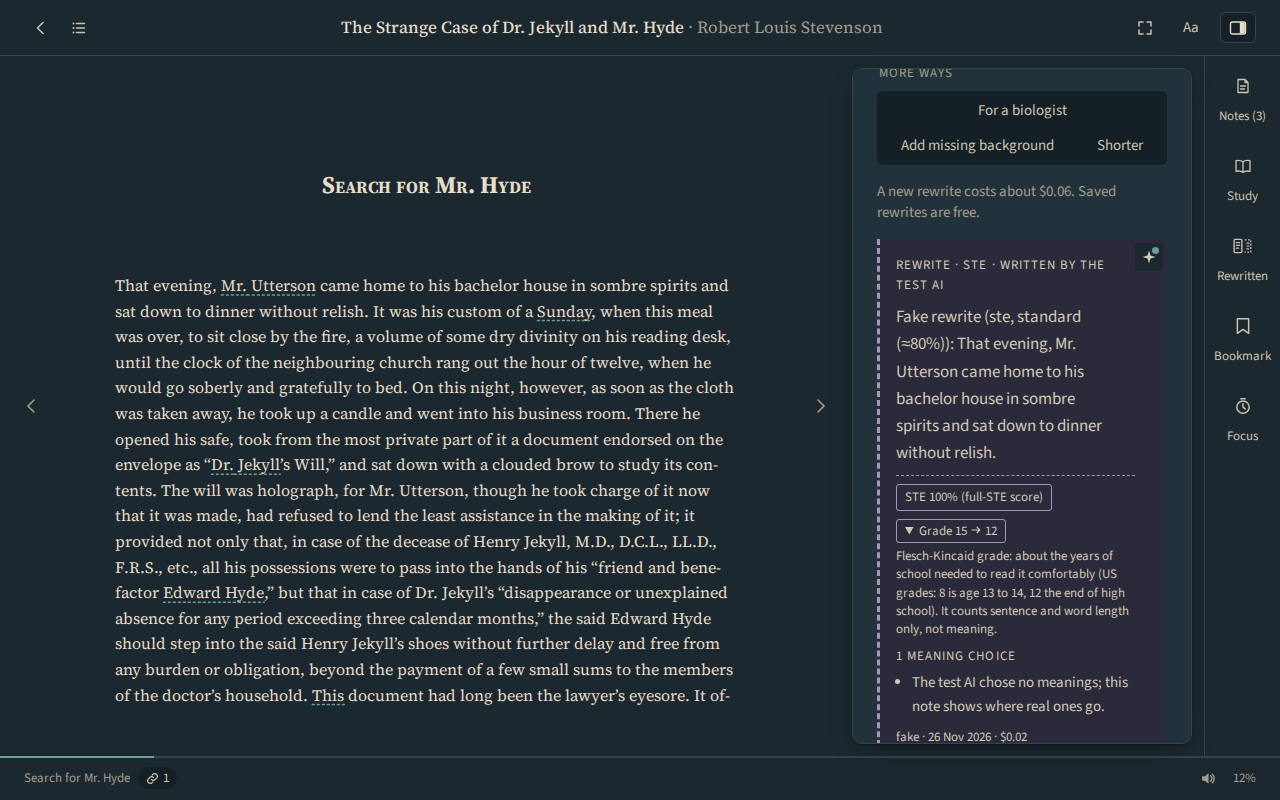 The Strange Case of Dr. Jekyll and Mr. Hyde · Robert Louis Stevenson
Aa
Search for Mr. Hyde
That evening, Mr. Utterson came home to his bachelor house in sombre spirits and
sat down to dinner without relish. It was his custom of a Sunday, when this meal
was over, to sit close by the fire, a volume of some dry divinity on his reading desk,
until the clock of the neighbouring church rang out the hour of twelve, when he
would go soberly and gratefully to bed. On this night, however, as soon as the cloth
was taken away, he took up a candle and went into his business room. There he
opened his safe, took from the most private part of it a document endorsed on the
envelope as “Dr. Jekyll’s Will,” and sat down with a clouded brow to study its con-
tents. The will was holograph, for Mr. Utterson, though he took charge of it now
that it was made, had refused to lend the least assistance in the making of it; it
provided not only that, in case of the decease of Henry Jekyll, M.D., D.C.L., LL.D.,
F.R.S., etc., all his possessions were to pass into the hands of his “friend and bene-
factor Edward Hyde,” but that in case of Dr. Jekyll’s “disappearance or unexplained
absence for any period exceeding three calendar months,” the said Edward Hyde
should step into the said Henry Jekyll’s shoes without further delay and free from
any burden or obligation, beyond the payment of a few small sums to the members
of the doctor’s household. This document had long been the lawyer’s eyesore. It of-
MORE WAYS
For a biologist
Add missing background
Shorter
A new rewrite costs about $0.06. Saved
rewrites are free.
REWRITE · STE · WRITTEN BY THE
TEST AI
Fake rewrite (ste, standard
(≈80%)): That evening, Mr.
Utterson came home to his
bachelor house in sombre
spirits and sat down to dinner
without relish.
STE 100% (full-STE score)
▼ Grade 15 → 12
Flesch-Kincaid grade: about the years of
school needed to read it comfortably (US
grades: 8 is age 13 to 14, 12 the end of high
school). It counts sentence and word length
only, not meaning.
1 MEANING CHOICE
• The test AI chose no meanings; this
note shows where real ones go.
fake · 26 Nov 2026 · $0.02
Notes (3)
Study
Rewritten
Bookmark
Focus
Search for Mr. Hyde
1
12%